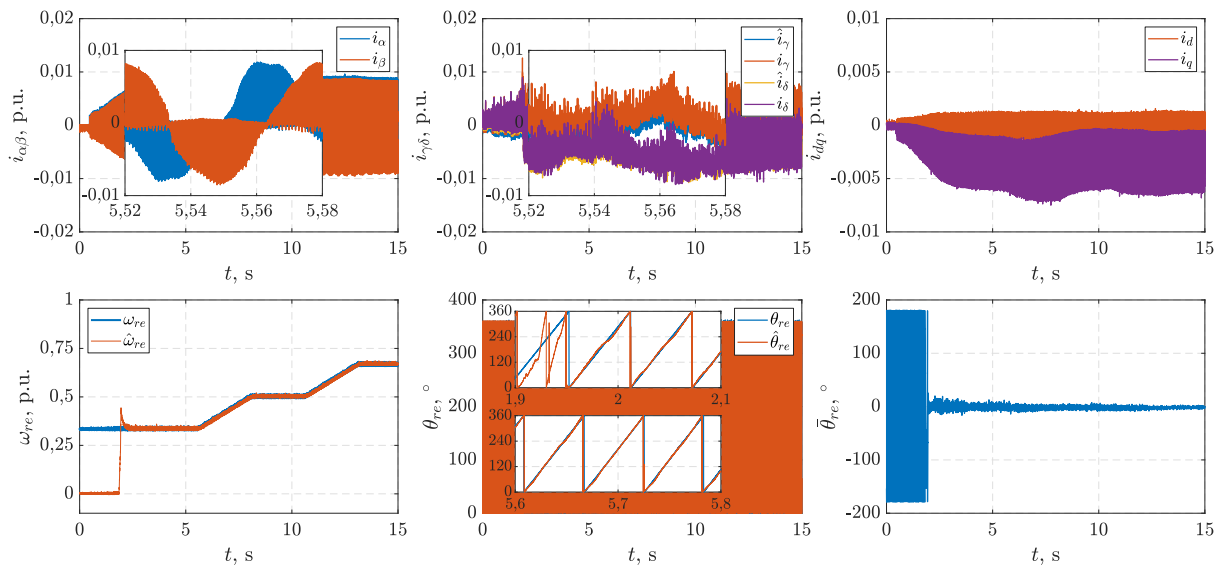 0,02
0,01
0
-0,01
-0,02
i_αβ, p.u.
0 5 10 15
t, s
i_α
i_β
0,01
0
-0,01
5,52 5,54 5,56 5,58
0,02
0,01
0
-0,01
-0,02
i_γδ, p.u.
0 5 10 15
t, s
î_γ
i_γ
î_δ
i_δ
0,01
0
-0,01
5,52 5,54 5,56 5,58
0,01
0,005
0
-0,005
-0,01
i_dq, p.u.
0 5 10 15
t, s
i_d
i_q
1
0,75
0,5
0,25
0
ω_re, p.u.
0 5 10 15
t, s
ω_re
ω̂_re
400
300
200
100
0
θ_re, °
0 5 10 15
t, s
θ_re
θ̂_re
360
240
120
0
1,9 2 2,1
360
240
120
0
5,6 5,7 5,8
200
100
0
-100
-200
θ̄_re, °
0 5 10 15
t, s